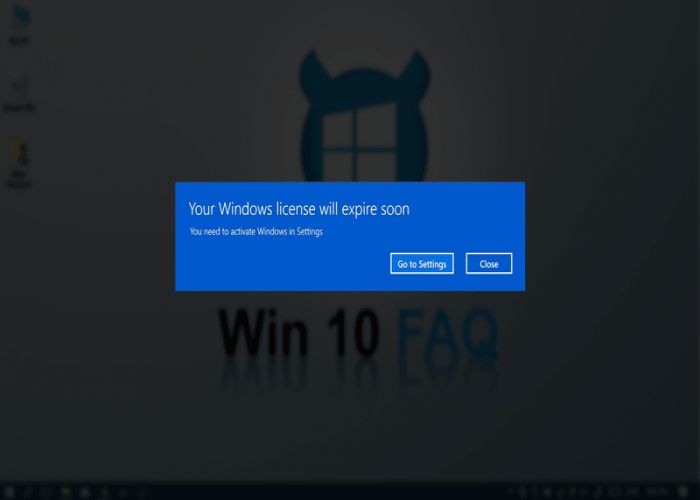 Your Windows license will expire soon
You need to activate Windows in Settings
Go to Settings
Close
Win 10 FAQ